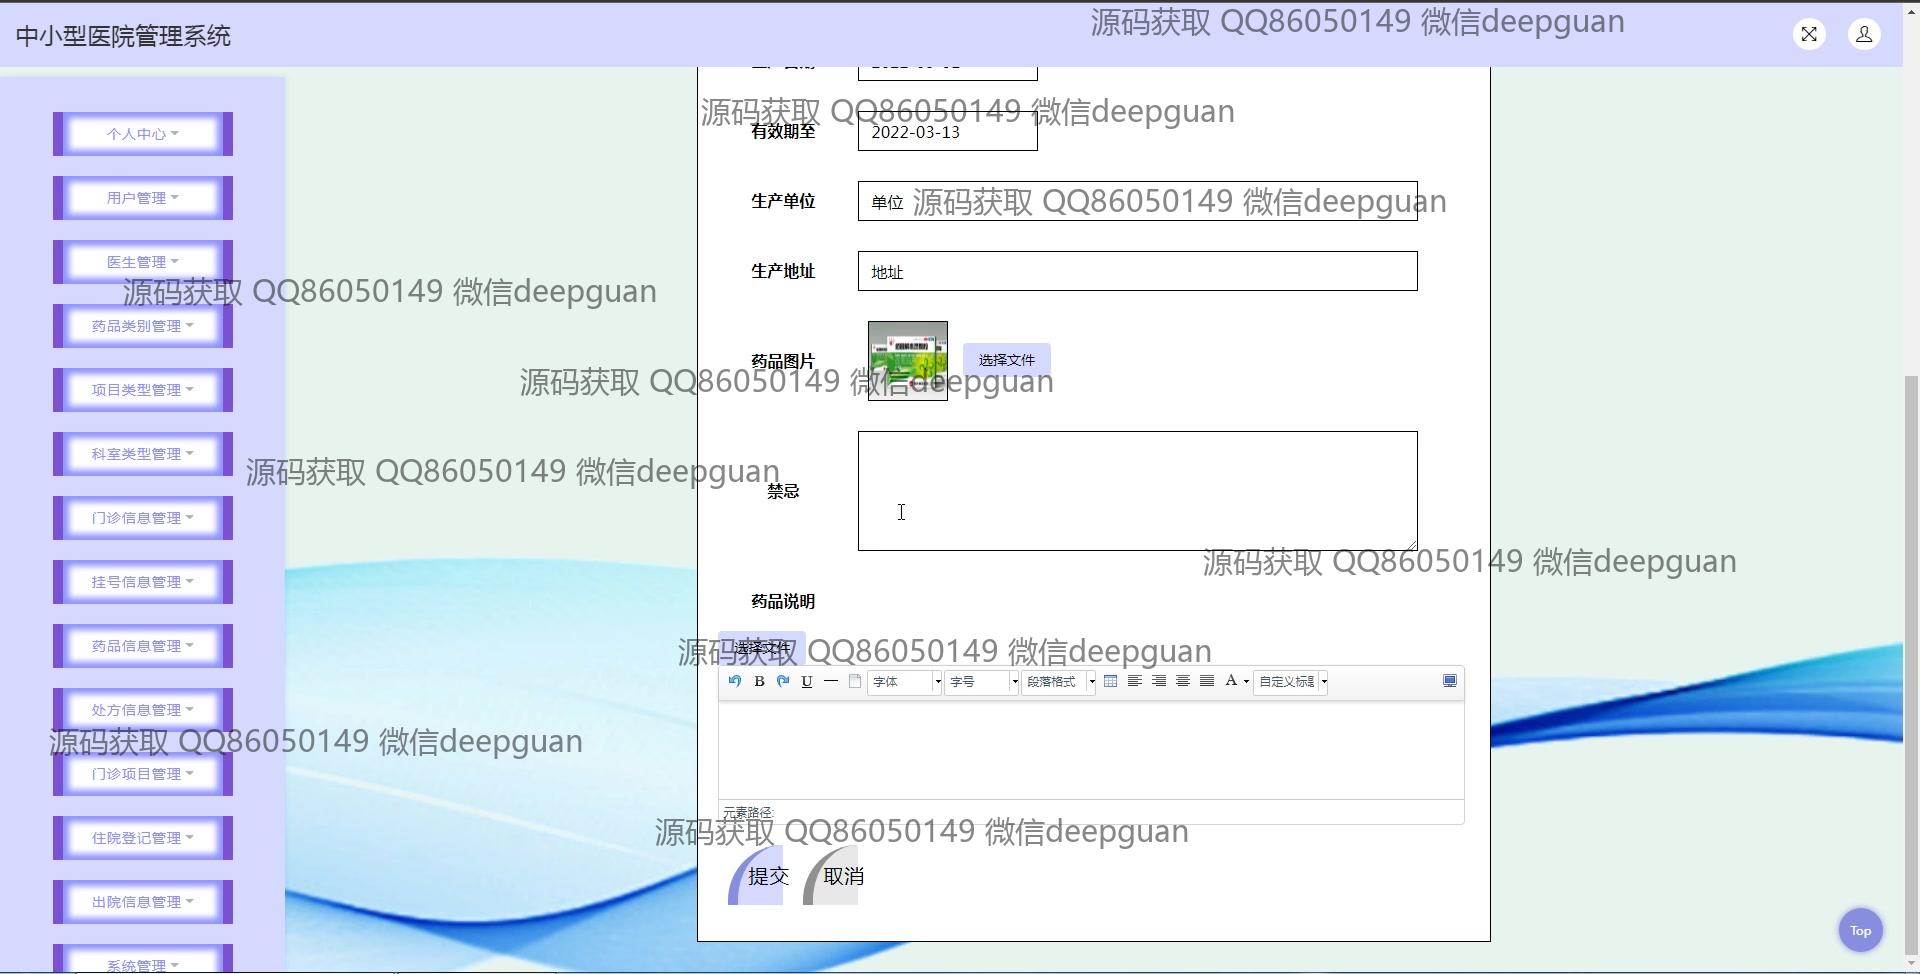 中小型医院管理系统
源码获取 QQ86050149 微信deepguan
个人中心
用户管理
医生管理
药品类别管理
项目类型管理
科室类型管理
门诊信息管理
挂号信息管理
药品信息管理
处方信息管理
门诊项目管理
住院登记管理
出院信息管理
系统管理
源码获取 QQ86050149 微信deepguan
有效期至 2022-03-13
生产单位 单位
源码获取 QQ86050149 微信deepguan
生产地址 地址
源码获取 QQ86050149 微信deepguan
药品图片 选择文件
源码获取 QQ86050149 微信deepguan
源码获取 QQ86050149 微信deepguan
禁忌
源码获取 QQ86050149 微信deepguan
药品说明
选择文件
源码获取 QQ86050149 微信deepguan
B U 字体 字号 段落格式 A 自定义标题
源码获取 QQ86050149 微信deepguan
元素路径:
源码获取 QQ86050149 微信deepguan
提交 取消
Top